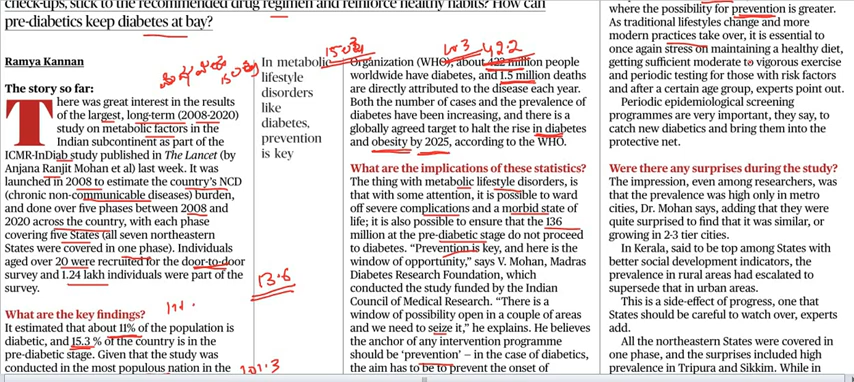 check-ups, stick to the recommended drug regimen and reinforce healthy habits? How can
pre-diabetics keep diabetes at bay?
Ramya Kannan
The story so far:
There was great interest in the results
of the largest, long-term (2008-2020)
study on metabolic factors in the
Indian subcontinent as part of the
ICMR-InDiab study published in The Lancet (by
Anjana Ranjit Mohan et al) last week. It was
launched in 2008 to estimate the country's NCD
(chronic non-communicable diseases) burden,
and done over five phases between 2008 and
2020 across the country, with each phase
covering five States (all seven northeastern
States were covered in one phase). Individuals
aged over 20 were recruited for the door-to-door
survey and 1.24 lakh individuals were part of the
survey.
What are the key findings?
It estimated that about 11% of the population is
diabetic, and 15.3 % of the country is in the
pre-diabetic stage. Given that the study was
conducted in the most populous nation in the
13.6
101.3
In metabolic
lifestyle
disorders
like
diabetes,
prevention
is key
42.2
Organization (WHO), about 422 million people
worldwide have diabetes, and 1.5 million deaths
are directly attributed to the disease each year.
Both the number of cases and the prevalence of
diabetes have been increasing, and there is a
globally agreed target to halt the rise in diabetes
and obesity by 2025, according to the WHO.
What are the implications of these statistics?
The thing with metabolic lifestyle disorders, is
that with some attention, it is possible to ward
off severe complications and a morbid state of
life; it is also possible to ensure that the 136
million at the pre-diabetic stage do not proceed
to diabetes. "Prevention is key, and here is the
window of opportunity," says V. Mohan, Madras
Diabetes Research Foundation, which
conducted the study funded by the Indian
Council of Medical Research. "There is a
window of possibility open in a couple of areas
and we need to seize it," he explains. He believes
the anchor of any intervention programme
should be 'prevention' – in the case of diabetes,
the aim has to be to prevent the onset of
where the possibility for prevention is greater.
As traditional lifestyles change and more
modern practices take over, it is essential to
once again stress on maintaining a healthy diet,
getting sufficient moderate to vigorous exercise
and periodic testing for those with risk factors
and after a certain age group, experts point out.
Periodic epidemiological screening
programmes are very important, they say, to
catch new diabetics and bring them into the
protective net.
Were there any surprises during the study?
The impression, even among researchers, was
that the prevalence was high only in metro
cities, Dr. Mohan says, adding that they were
quite surprised to find that it was similar, or
growing in 2-3 tier cities.
In Kerala, said to be top among States with
better social development indicators, the
prevalence in rural areas had escalated to
supersede that in urban areas.
This is a side-effect of progress, one that
States should be careful to watch over, experts
add.
All the northeastern States were covered in
one phase, and the surprises included high
prevalence in Tripura and Sikkim. While in